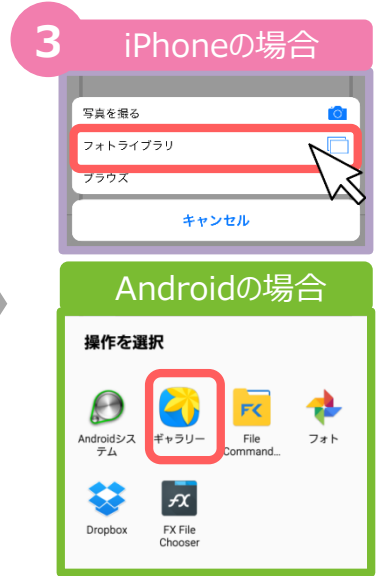 3
iPhoneの場合
写真を撮る
フォトライブラリ
ブラウズ
キャンセル
Androidの場合
操作を選択
Androidシス
テム
ギャラリー
File
Command...
フォト
Dropbox
FX File
Chooser